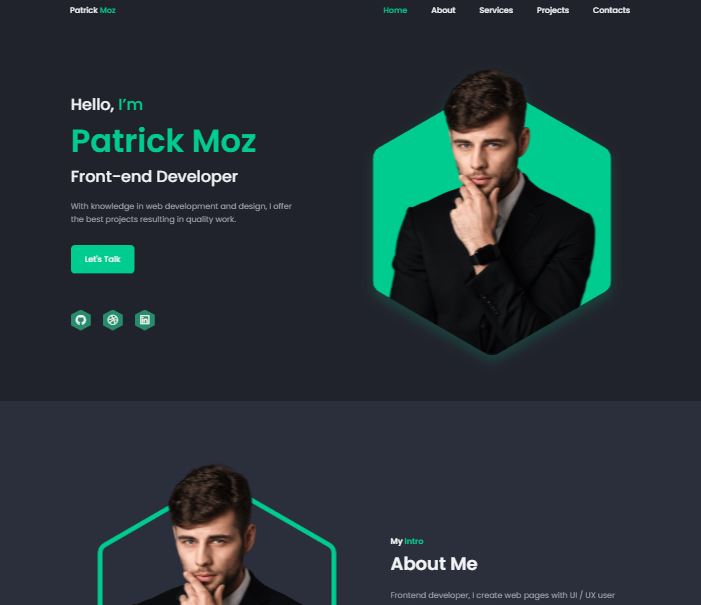 Patrick Moz
Home About Services Projects Contacts
Hello, I'm
Patrick Moz
Front-end Developer
With knowledge in web development and design, I offer
the best projects resulting in quality work.
Let's Talk
in
My Intro
About Me
Frontend developer, I create web pages with UI / UX user